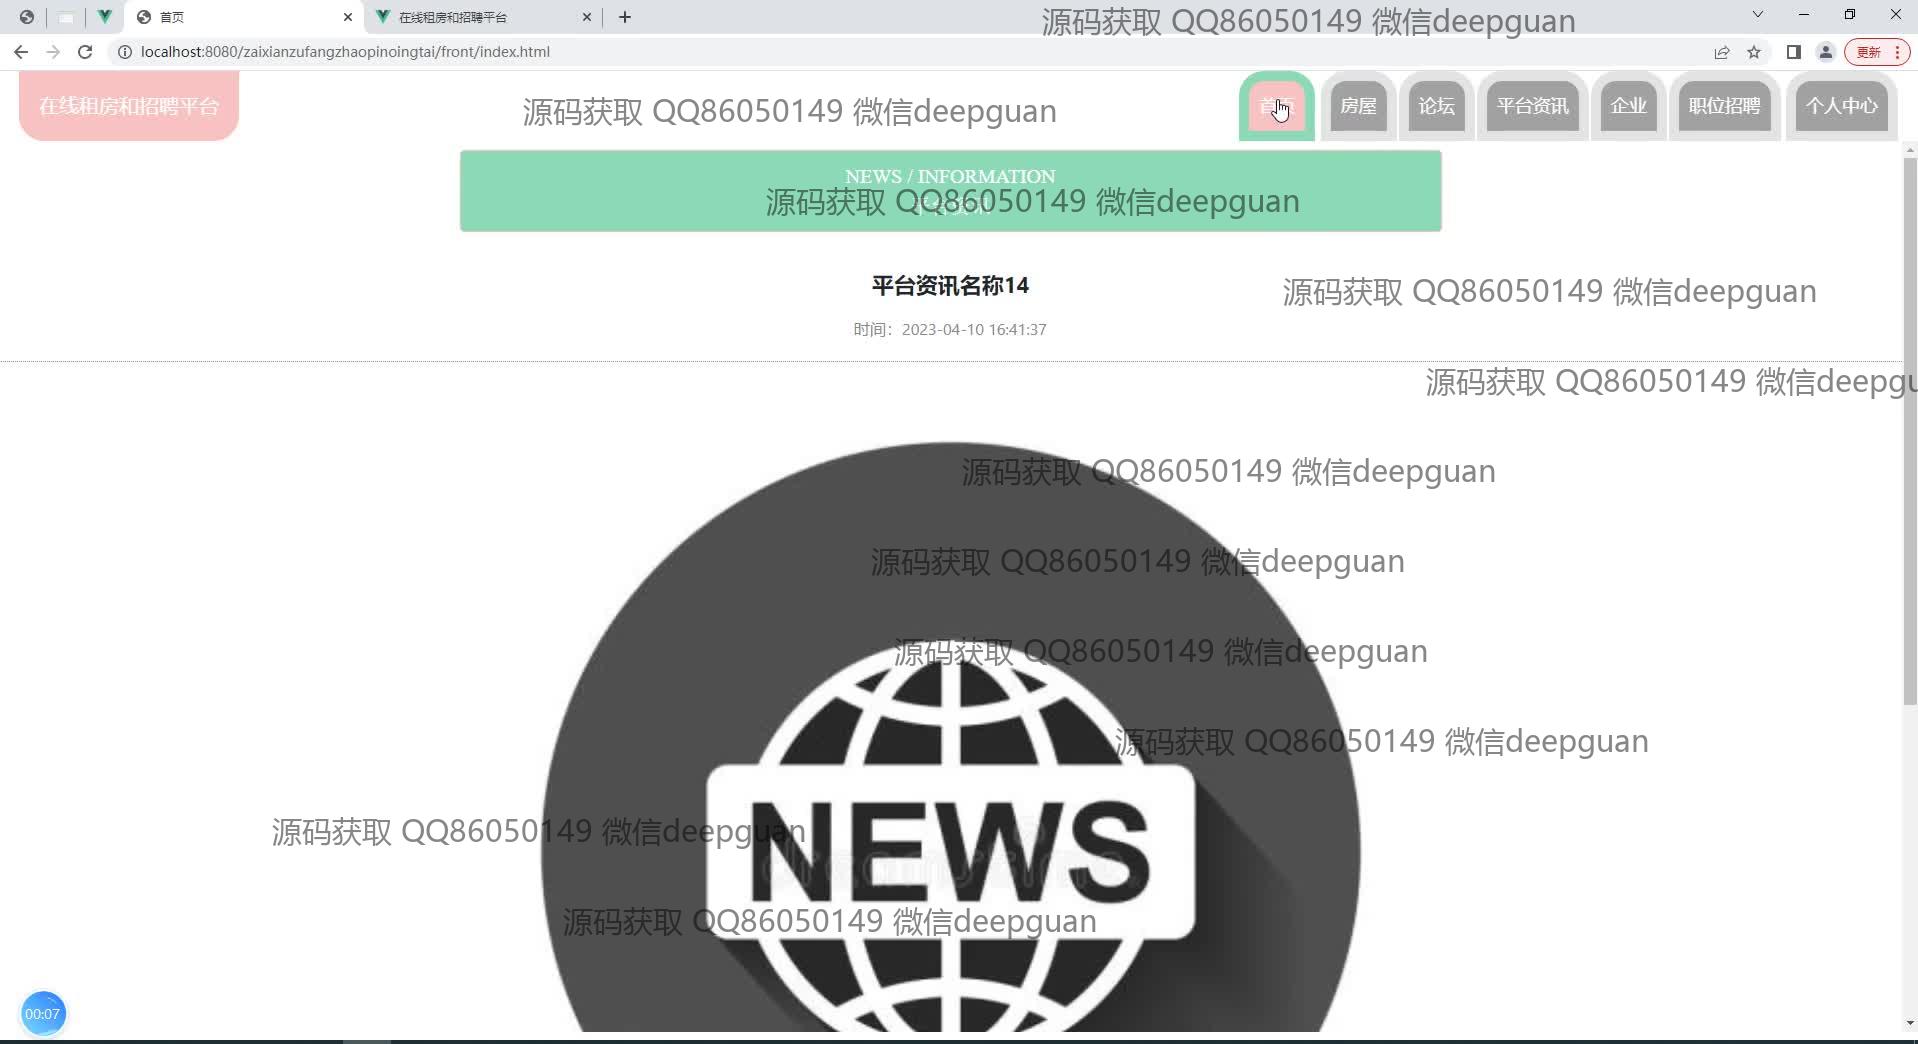 首页
在线租房和招聘平台
源码获取 QQ86050149 微信deepguan
localhost:8080/zaixianzufangzhaopinoingtai/front/index.html
更新
在线租房和招聘平台
源码获取 QQ86050149 微信deepguan
首页
房屋
论坛
平台资讯
企业
职位招聘
个人中心
NEWS / INFORMATION
源码获取 QQ86050149 微信deepguan
平台资讯
平台资讯名称14
源码获取 QQ86050149 微信deepguan
时间：2023-04-10 16:41:37
源码获取 QQ86050149 微信deepgu
源码获取 QQ86050149 微信deepguan
源码获取 QQ86050149 微信deepguan
源码获取 QQ86050149 微信deepguan
源码获取 QQ86050149 微信deepguan
源码获取 QQ86050149 微信deepguan
NEWS
dreamstime
源码获取 QQ86050149 微信deepguan
00:07